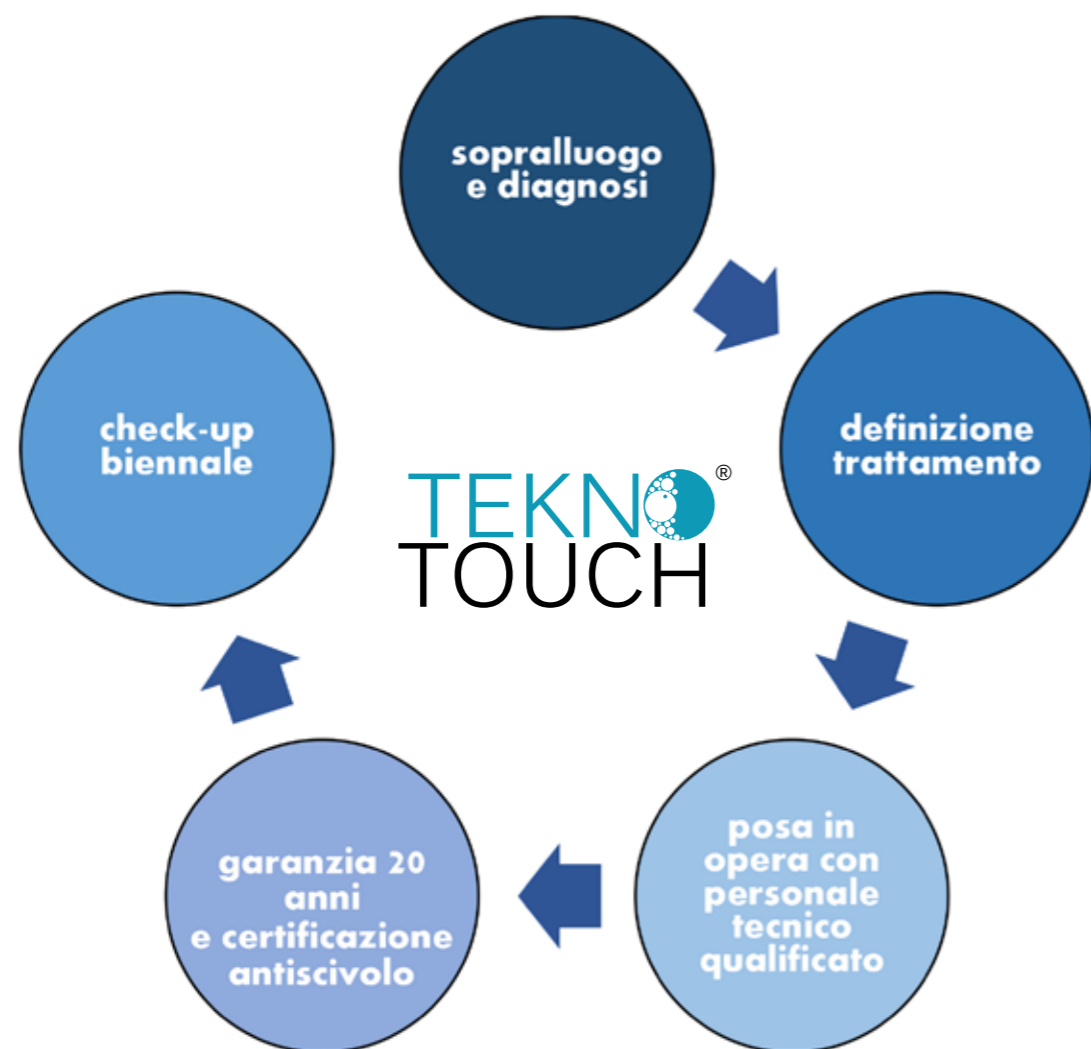 sopralluogo
e diagnosi
definizione
trattamento
posa in
opera con
personale
tecnico
qualificato
garanzia 20
anni
e certificazione
antiscivolo
check-up
biennale
TEKNO®
TOUCH